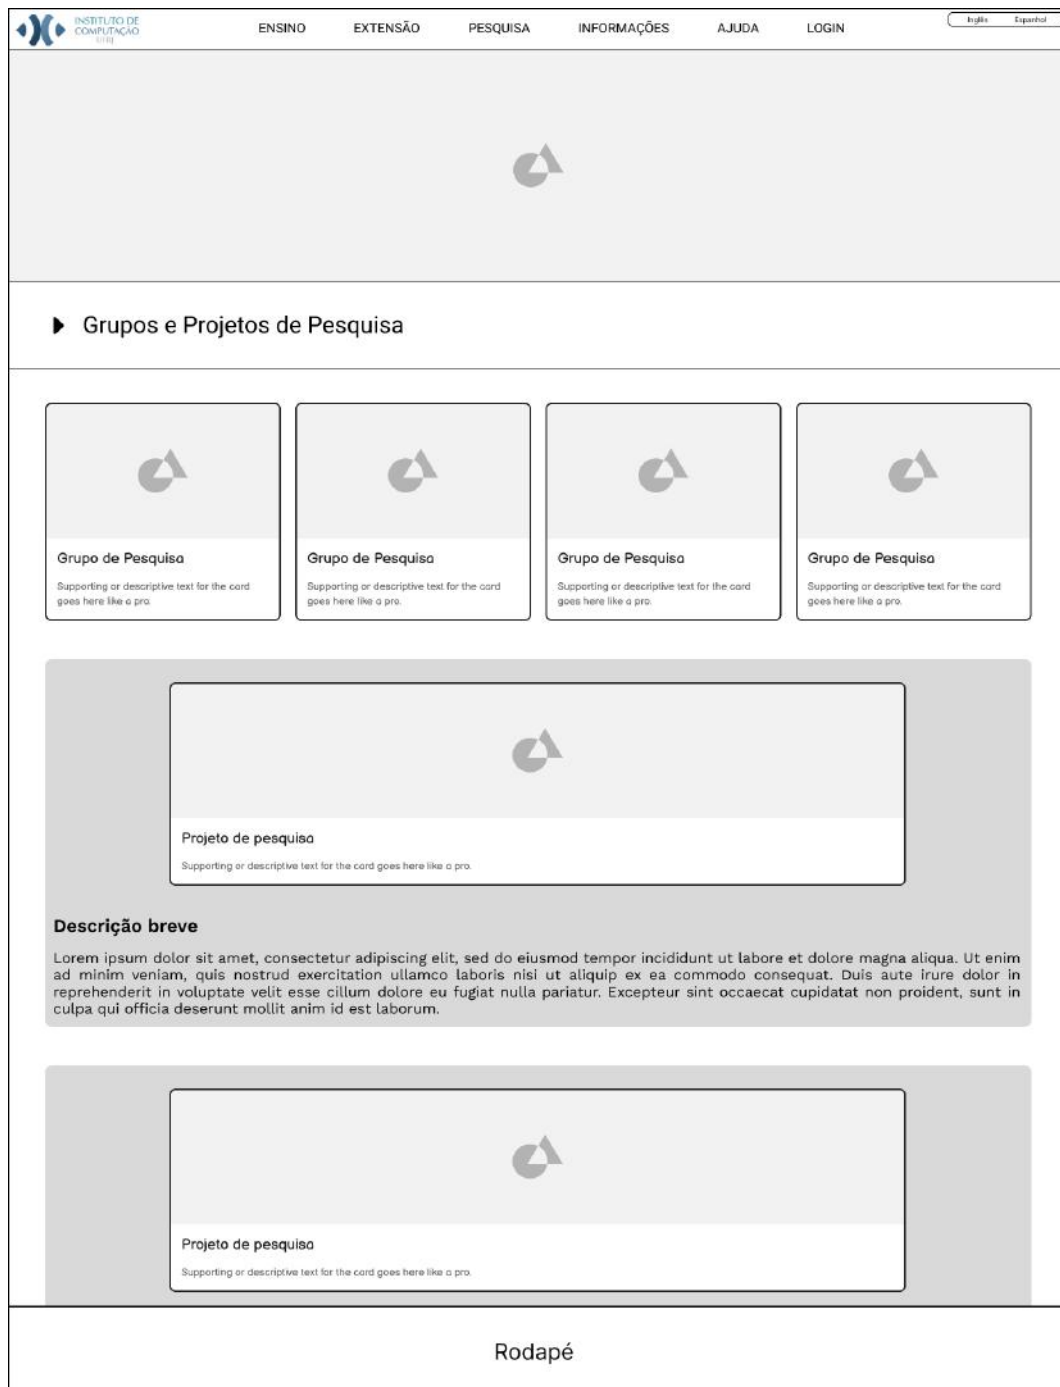 INSTITUTO DE
COMPUTAÇÃO
UFRJ
ENSINO EXTENSÃO PESQUISA INFORMAÇÕES AJUDA LOGIN
Inglês Espanhol
Grupos e Projetos de Pesquisa
Grupo de Pesquisa
Supporting or descriptive text for the card
goes here like a pro.
Grupo de Pesquisa
Supporting or descriptive text for the card
goes here like a pro.
Grupo de Pesquisa
Supporting or descriptive text for the card
goes here like a pro.
Grupo de Pesquisa
Supporting or descriptive text for the card
goes here like a pro.
Projeto de pesquisa
Supporting or descriptive text for the card goes here like a pro.
Descrição breve
Lorem ipsum dolor sit amet, consectetur adipiscing elit, sed do eiusmod tempor incididunt ut labore et dolore magna aliqua. Ut enim
ad minim veniam, quis nostrud exercitation ullamco laboris nisi ut aliquip ex ea commodo consequat. Duis aute irure dolor in
reprehenderit in voluptate velit esse cillum dolore eu fugiat nulla pariatur. Excepteur sint occaecat cupidatat non proident, sunt in
culpa qui officia deserunt mollit anim id est laborum.
Projeto de pesquisa
Supporting or descriptive text for the card goes here like a pro.
Rodapé